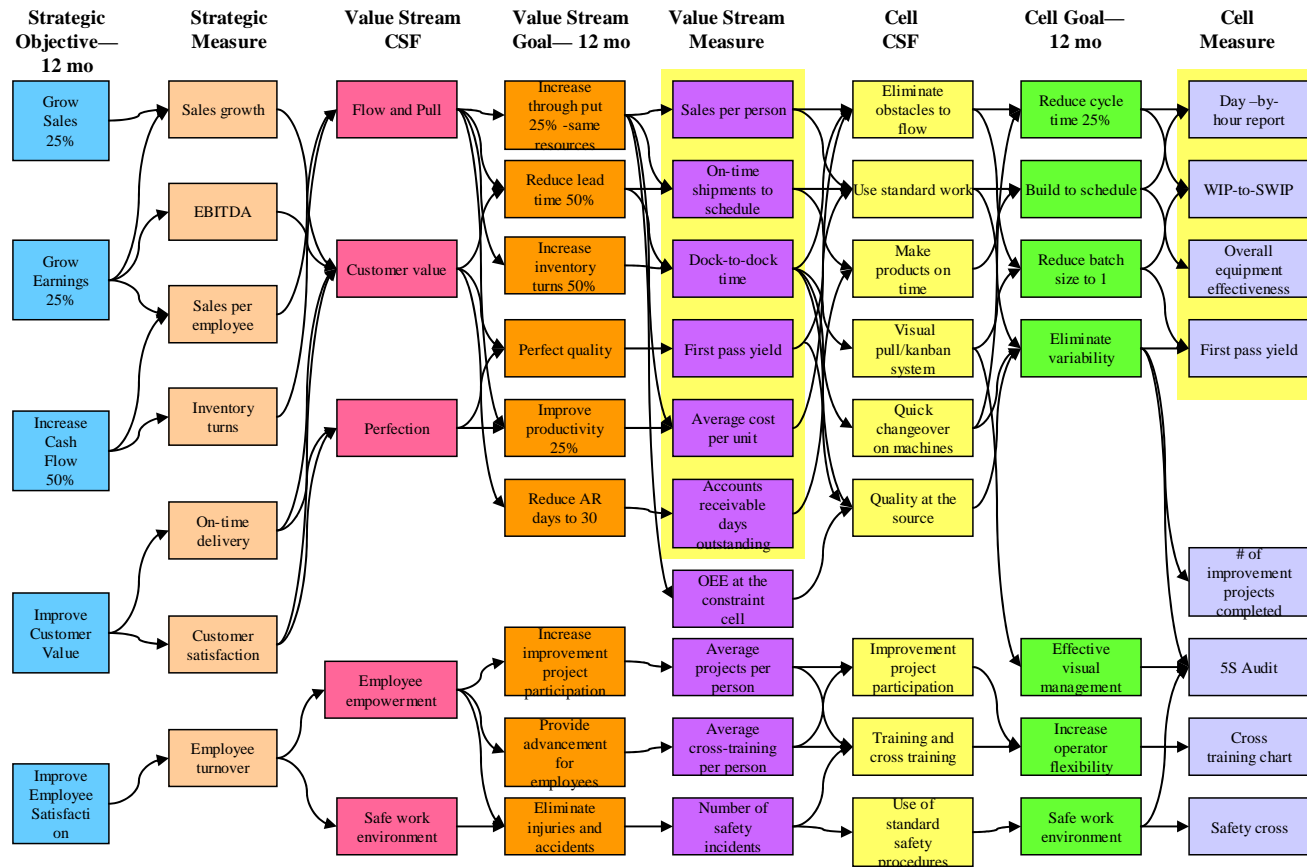 Strategic
Objective—
12 mo
Strategic
Measure
Value Stream
CSF
Value Stream
Goal— 12 mo
Value Stream
Measure
Cell
CSF
Cell Goal—
12 mo
Cell
Measure
Grow
Sales
25%
Grow
Earnings
25%
Increase
Cash
Flow
50%
Improve
Customer
Value
Improve
Employee
Satisfacti
on
Sales growth
EBITDA
Sales per
employee
Inventory
turns
On-time
delivery
Customer
satisfaction
Employee
turnover
Flow and Pull
Customer value
Perfection
Employee
empowerment
Safe work
environment
Increase
through put
25% -same
resources
Reduce lead
time 50%
Increase
inventory
turns 50%
Perfect quality
Improve
productivity
25%
Reduce AR
days to 30
Increase
improvement
project
participation
Provide
advancement
for
employees
Eliminate
injuries and
accidents
Sales per person
On-time
shipments to
schedule
Dock-to-dock
time
First pass yield
Average cost
per unit
Accounts
receivable
days
outstanding
OEE at the
constraint
cell
Average
projects per
person
Average
cross-training
per person
Number of
safety
incidents
Eliminate
obstacles to
flow
Use standard work
Make
products on
time
Visual
pull/kanban
system
Quick
changeover
on machines
Quality at the
source
Improvement
project
participation
Training and
cross training
Use of
standard
safety
procedures
Reduce cycle
time 25%
Build to schedule
Reduce batch
size to 1
Eliminate
variability
Effective
visual
management
Increase
operator
flexibility
Safe work
environment
Day –by-
hour report
WIP-to-SWIP
Overall
equipment
effectiveness
First pass yield
# of
improvement
projects
completed
5S Audit
Cross
training chart
Safety cross